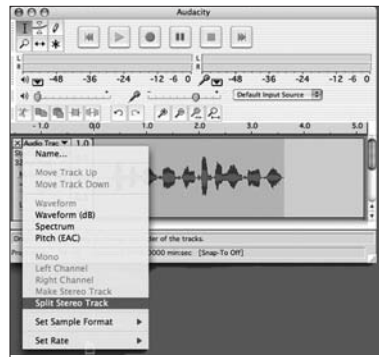 Audacity
L
R
-48 -36 -24 -12 -6 0
L
R
-48 -36 -24 -12 -6 0
Default Input Source
-1.0 0,0 1.0 2.0 3.0 4.0 5.0
X Audio Trac 1.0
Name...
Move Track Up
Move Track Down
Waveform
Waveform (dB)
Spectrum
Pitch (EAC)
Mono
Left Channel
Right Channel
Make Stereo Track
Split Stereo Track
Set Sample Format
Set Rate
der of the tracks.
0000 min:sec [Snap-To Off]